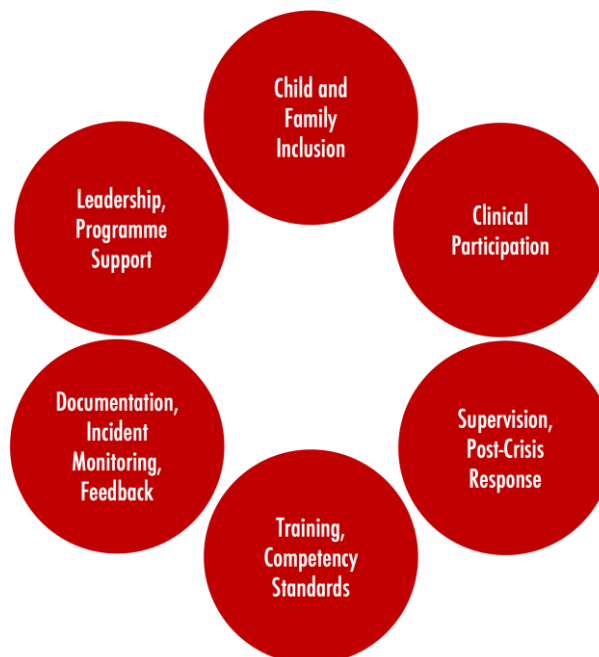 Child and
Family
Inclusion
Clinical
Participation
Supervision,
Post-Crisis
Response
Training,
Competency
Standards
Documentation,
Incident
Monitoring,
Feedback
Leadership,
Programme
Support